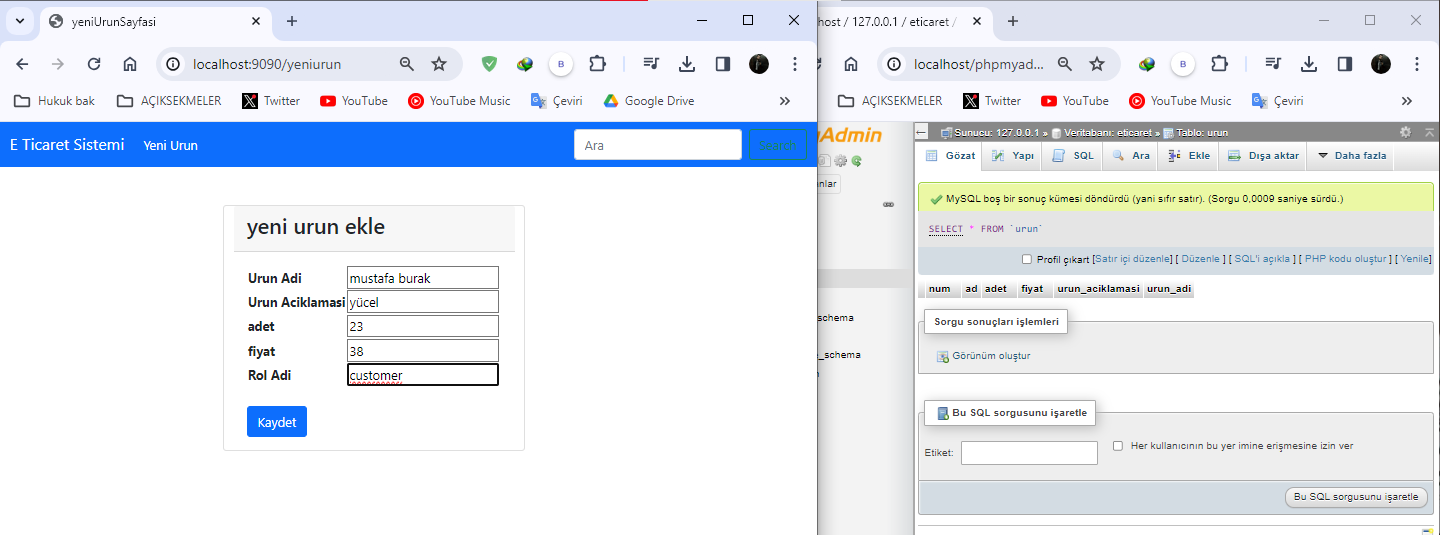 yeniUrunSayfasi
localhost:9090/yeniurun
Hukuk bak AÇIKSEKMELER Twitter YouTube YouTube Music Çeviri Google Drive
E Ticaret Sistemi Yeni Urun Ara Search
yeni urun ekle
Urun Adi mustafa burak
Urun Aciklamasi yücel
adet 23
fiyat 38
Rol Adi customer
Kaydet
host / 127.0.0.1 / eticaret /
localhost/phpmyad...
B
AÇIKSEKMELER Twitter YouTube YouTube Music Çeviri
Admin
Sunucu: 127.0.0.1 » Veritabanı: eticaret » Tablo: urun
Gözat Yapı SQL Ara Ekle Dışa aktar Daha fazla
nlar
MySQL boş bir sonuç kümesi döndürdü (yani sıfır satır). (Sorgu 0,0009 saniye sürdü.)
SELECT * FROM `urun`
Profil çıkart [Satır içi düzenle] [ Düzenle ] [ SQL'i açıkla ] [ PHP kodu oluştur ] [ Yenile]
num ad adet fiyat urun_aciklamasi urun_adi
_schema
Sorgu sonuçları işlemleri
e_schema
Görünüm oluştur
Bu SQL sorgusunu işaretle
Etiket: Her kullanıcının bu yer imine erişmesine izin ver
Bu SQL sorgusunu işaretle